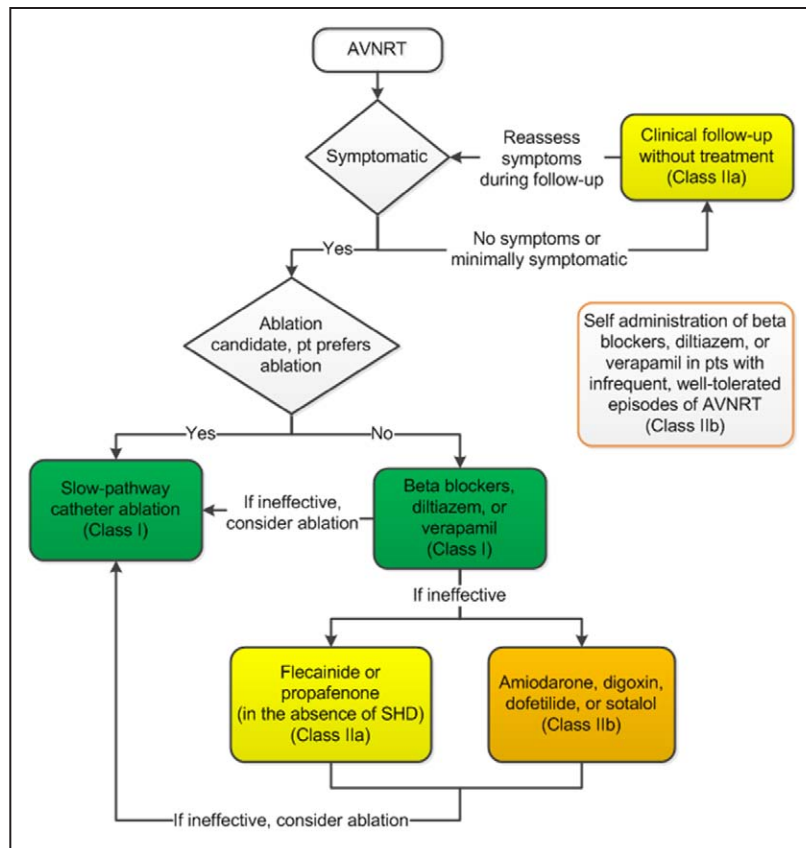 AVNRT
Symptomatic
Reassess
symptoms
during follow-up
Clinical follow-up
without treatment
(Class IIa)
Yes
No symptoms or
minimally symptomatic
Ablation
candidate, pt prefers
ablation
Self administration of beta
blockers, diltiazem, or
verapamil in pts with
infrequent, well-tolerated
episodes of AVNRT
(Class IIb)
Yes
No
Slow-pathway
catheter ablation
(Class I)
If ineffective,
consider ablation
Beta blockers,
diltiazem, or
verapamil
(Class I)
If ineffective
Flecainide or
propafenone
(in the absence of SHD)
(Class IIa)
Amiodarone, digoxin,
dofetilide, or sotalol
(Class IIb)
If ineffective, consider ablation